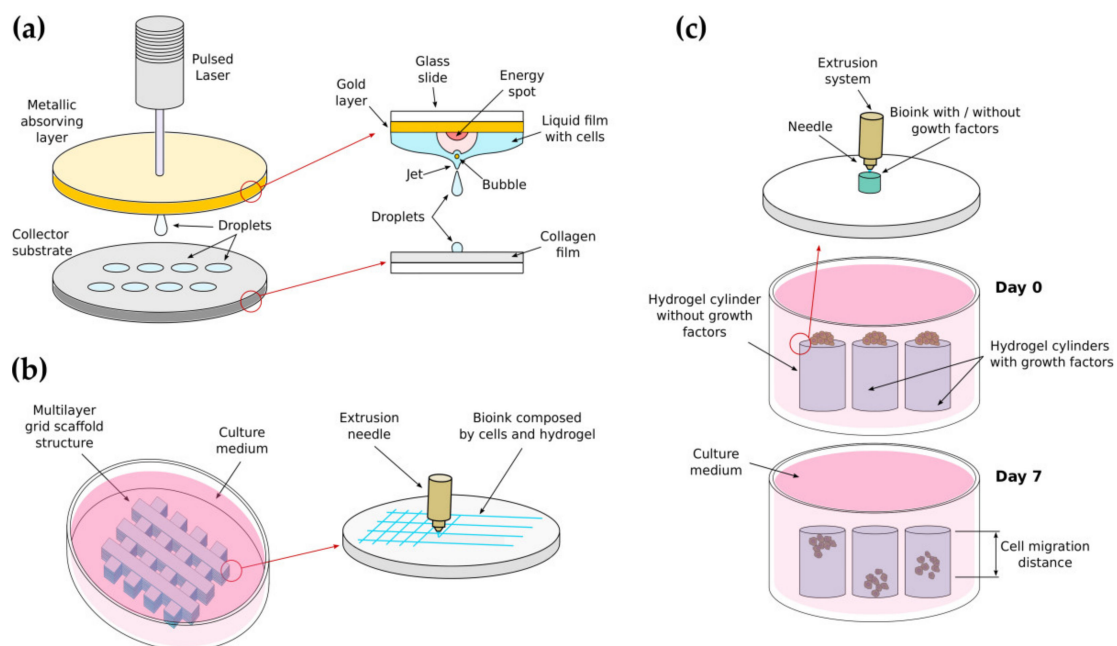 (a)
Pulsed
Laser
Metallic
absorving
layer
Droplets
Collector
substrate
Glass
slide
Energy
spot
Gold
layer
Liquid film
with cells
Jet
Bubble
Droplets
Collagen
film
(b)
Multilayer
grid scaffold
structure
Culture
medium
Extrusion
needle
Bioink composed
by cells and hydrogel
(c)
Extrusion
system
Bioink with / without
gowth factors
Needle
Day 0
Hydrogel cylinder
without growth
factors
Hydrogel cylinders
with growth factors
Culture
medium
Day 7
Cell migration
distance